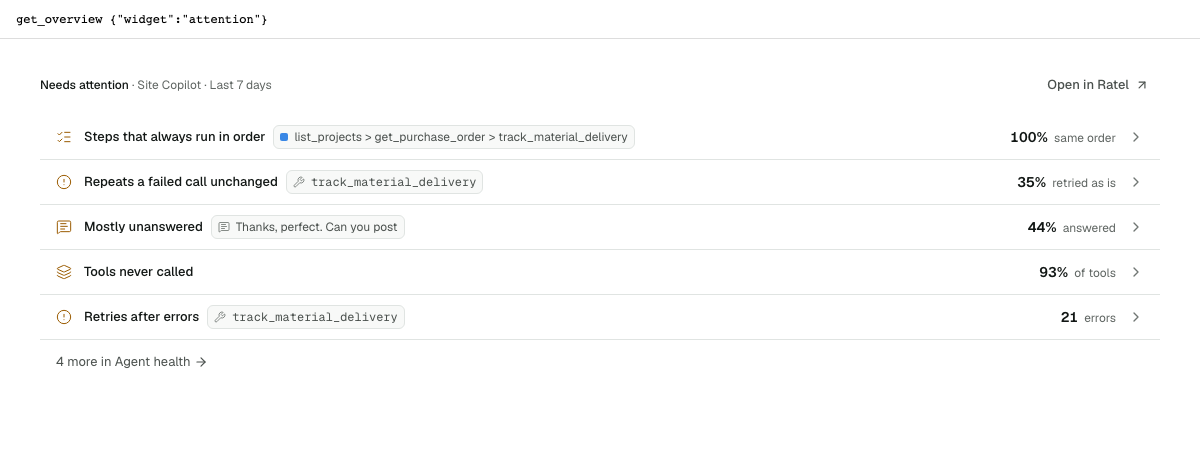 get_overview {"widget":"attention"}
Needs attention · Site Copilot · Last 7 days
Open in Ratel
Steps that always run in order list_projects > get_purchase_order > track_material_delivery 100% same order
Repeats a failed call unchanged track_material_delivery 35% retried as is
Mostly unanswered Thanks, perfect. Can you post 44% answered
Tools never called 93% of tools
Retries after errors track_material_delivery 21 errors
4 more in Agent health